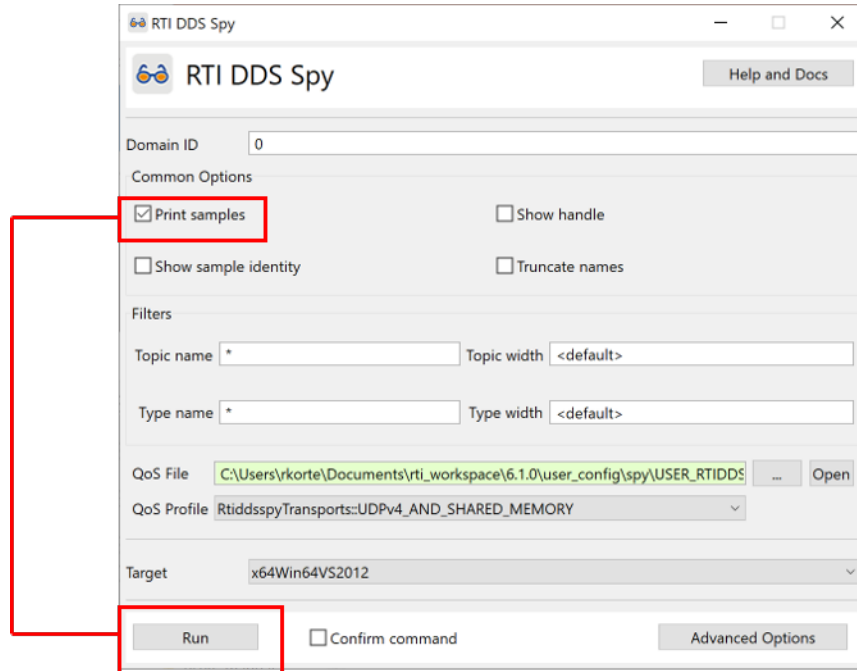 RTI DDS Spy
RTI DDS Spy
Help and Docs
Domain ID 0
Common Options
Print samples Show handle
Show sample identity Truncate names
Filters
Topic name * Topic width <default>
Type name * Type width <default>
QoS File C:\Users\rkorte\Documents\rti_workspace\6.1.0\user_config\spy\USER_RTIDDS ... Open
QoS Profile RtiddsspyTransports::UDPv4_AND_SHARED_MEMORY
Target x64Win64VS2012
Run Confirm command Advanced Options